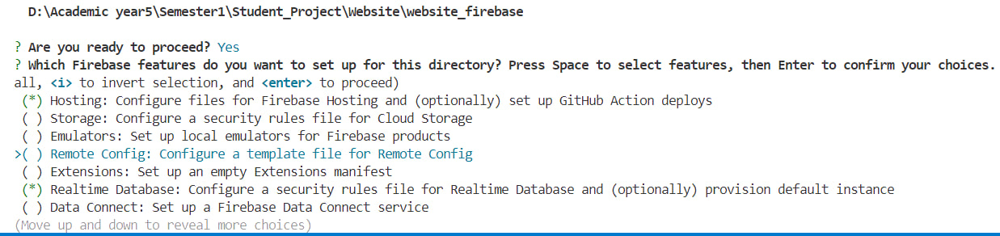 D:\Academic year5\Semester1\Student_Project\Website\website_firebase
? Are you ready to proceed? Yes
? Which Firebase features do you want to set up for this directory? Press Space to select features, then Enter to confirm your choices.
all, <i> to invert selection, and <enter> to proceed)
(*) Hosting: Configure files for Firebase Hosting and (optionally) set up GitHub Action deploys
( ) Storage: Configure a security rules file for Cloud Storage
( ) Emulators: Set up local emulators for Firebase products
>( ) Remote Config: Configure a template file for Remote Config
( ) Extensions: Set up an empty Extensions manifest
(*) Realtime Database: Configure a security rules file for Realtime Database and (optionally) provision default instance
( ) Data Connect: Set up a Firebase Data Connect service
(Move up and down to reveal more choices)